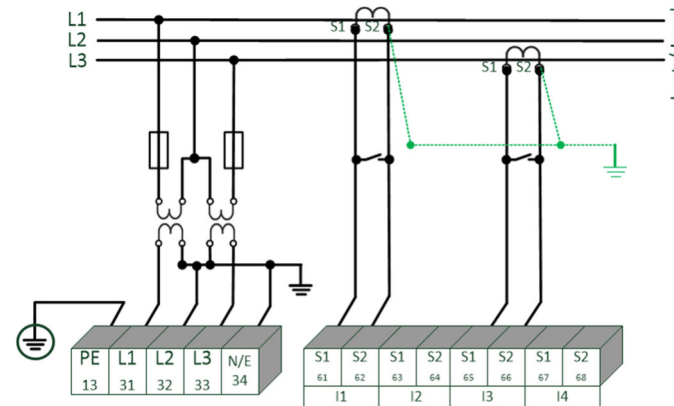 L1
S1 S2
L2
L3
S1 S2
PE L1 L2 L3 N/E
13 31 32 33 34
S1 S2 S1 S2 S1 S2 S1 S2
61 62 63 64 65 66 67 68
I1 I2 I3 I4